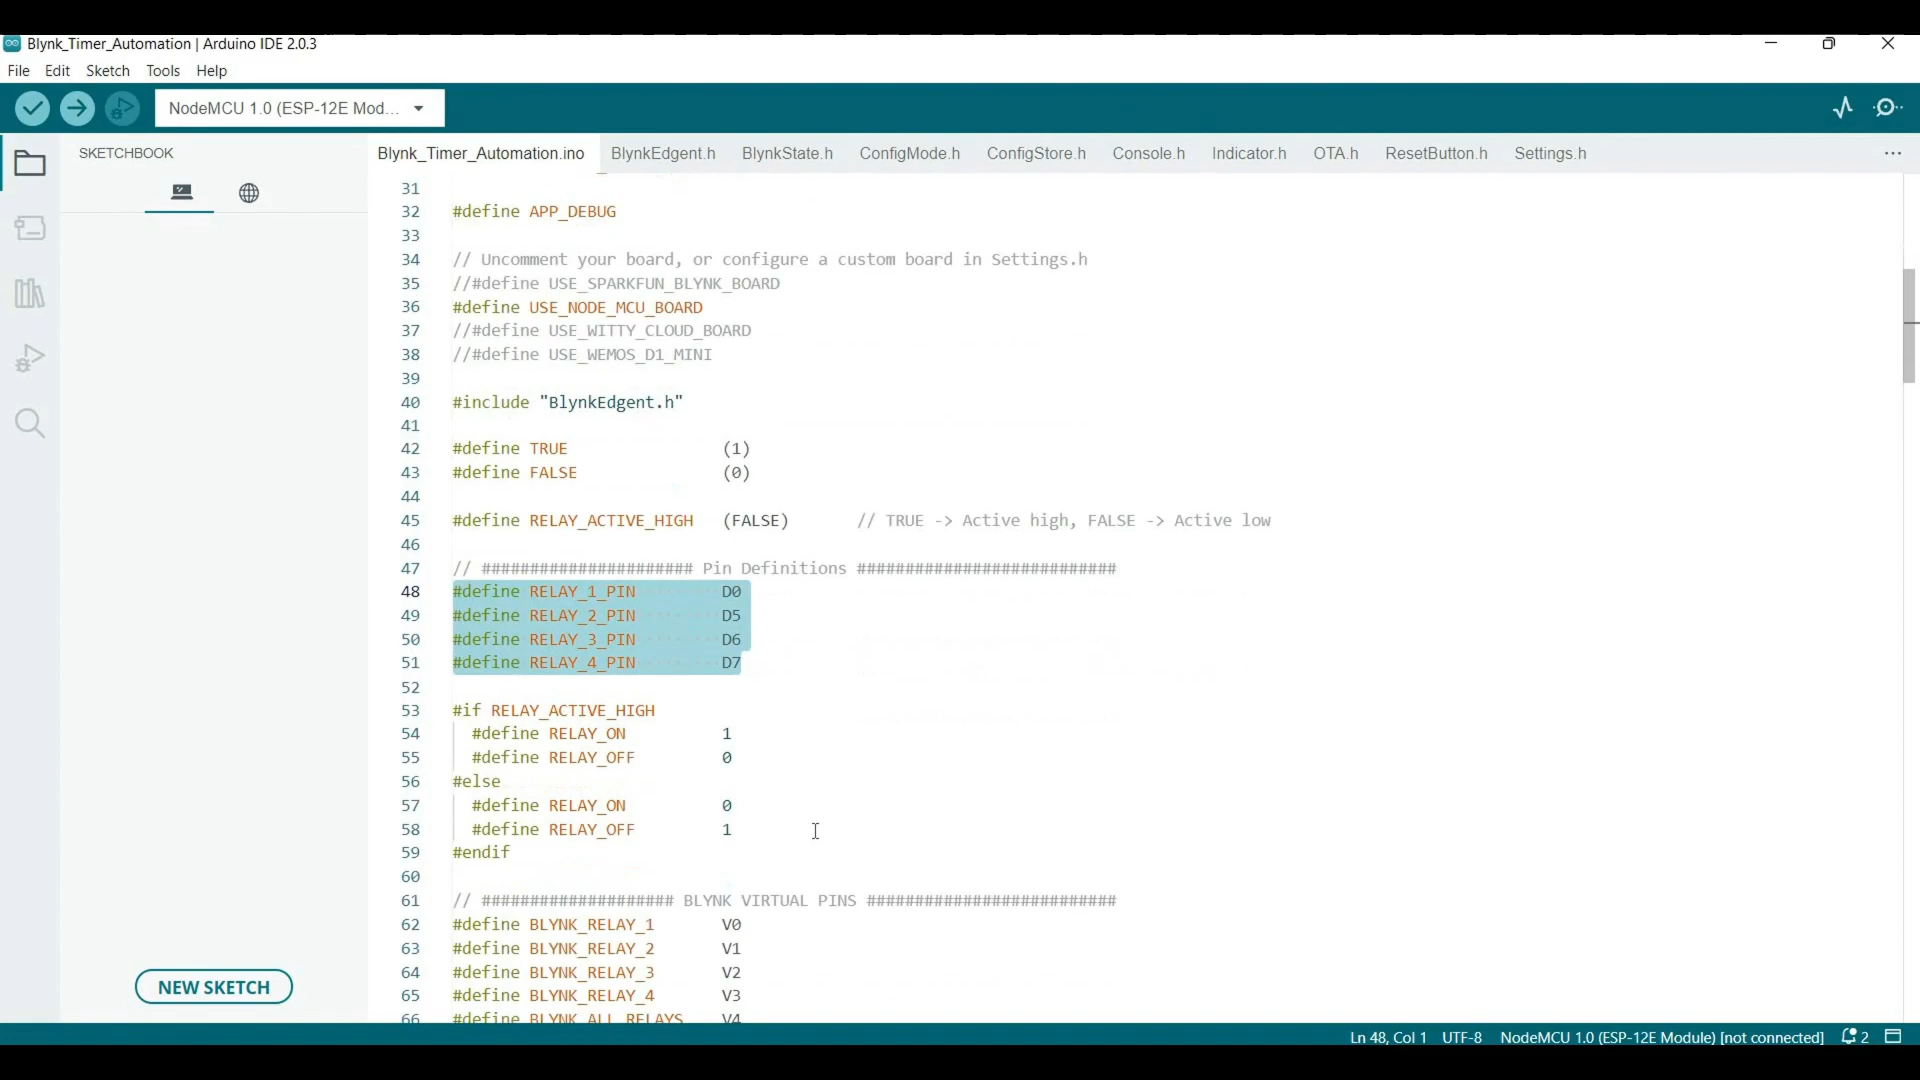 Blynk_Timer_Automation | Arduino IDE 2.0.3
File Edit Sketch Tools Help
NodeMCU 1.0 (ESP-12E Mod...
SKETCHBOOK
Blynk_Timer_Automation.ino BlynkEdgent.h BlynkState.h ConfigMode.h ConfigStore.h Console.h Indicator.h OTA.h ResetButton.h Settings.h ...
31
32 #define APP_DEBUG
33
34 // Uncomment your board, or configure a custom board in Settings.h
35 //#define USE_SPARKFUN_BLYNK_BOARD
36 #define USE_NODE_MCU_BOARD
37 //#define USE_WITTY_CLOUD_BOARD
38 //#define USE_WEMOS_D1_MINI
39
40 #include "BlynkEdgent.h"
41
42 #define TRUE (1)
43 #define FALSE (0)
44
45 #define RELAY_ACTIVE_HIGH (FALSE) // TRUE -> Active high, FALSE -> Active low
46
47 // ###################### Pin Definitions ###########################
48 #define RELAY_1_PIN D0
49 #define RELAY_2_PIN D5
50 #define RELAY_3_PIN D6
51 #define RELAY_4_PIN D7
52
53 #if RELAY_ACTIVE_HIGH
54 #define RELAY_ON 1
55 #define RELAY_OFF 0
56 #else
57 #define RELAY_ON 0
58 #define RELAY_OFF 1
59 #endif
60
61 // #################### BLYNK VIRTUAL PINS ##########################
62 #define BLYNK_RELAY_1 V0
63 #define BLYNK_RELAY_2 V1
64 #define BLYNK_RELAY_3 V2
65 #define BLYNK_RELAY_4 V3
66 #define BLYNK_ALL_RELAYS V4
NEW SKETCH
Ln 48, Col 1 UTF-8 NodeMCU 1.0 (ESP-12E Module) [not connected] 2